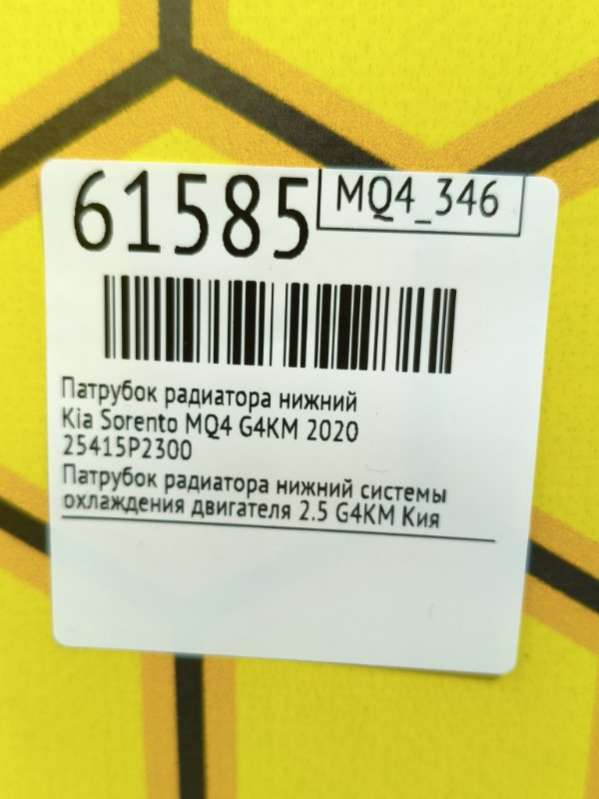 61585
MQ4_346
Патрубок радиатора нижний
Kia Sorento MQ4 G4KM 2020
25415P2300
Патрубок радиатора нижний системы
охлаждения двигателя 2.5 G4KM Кия